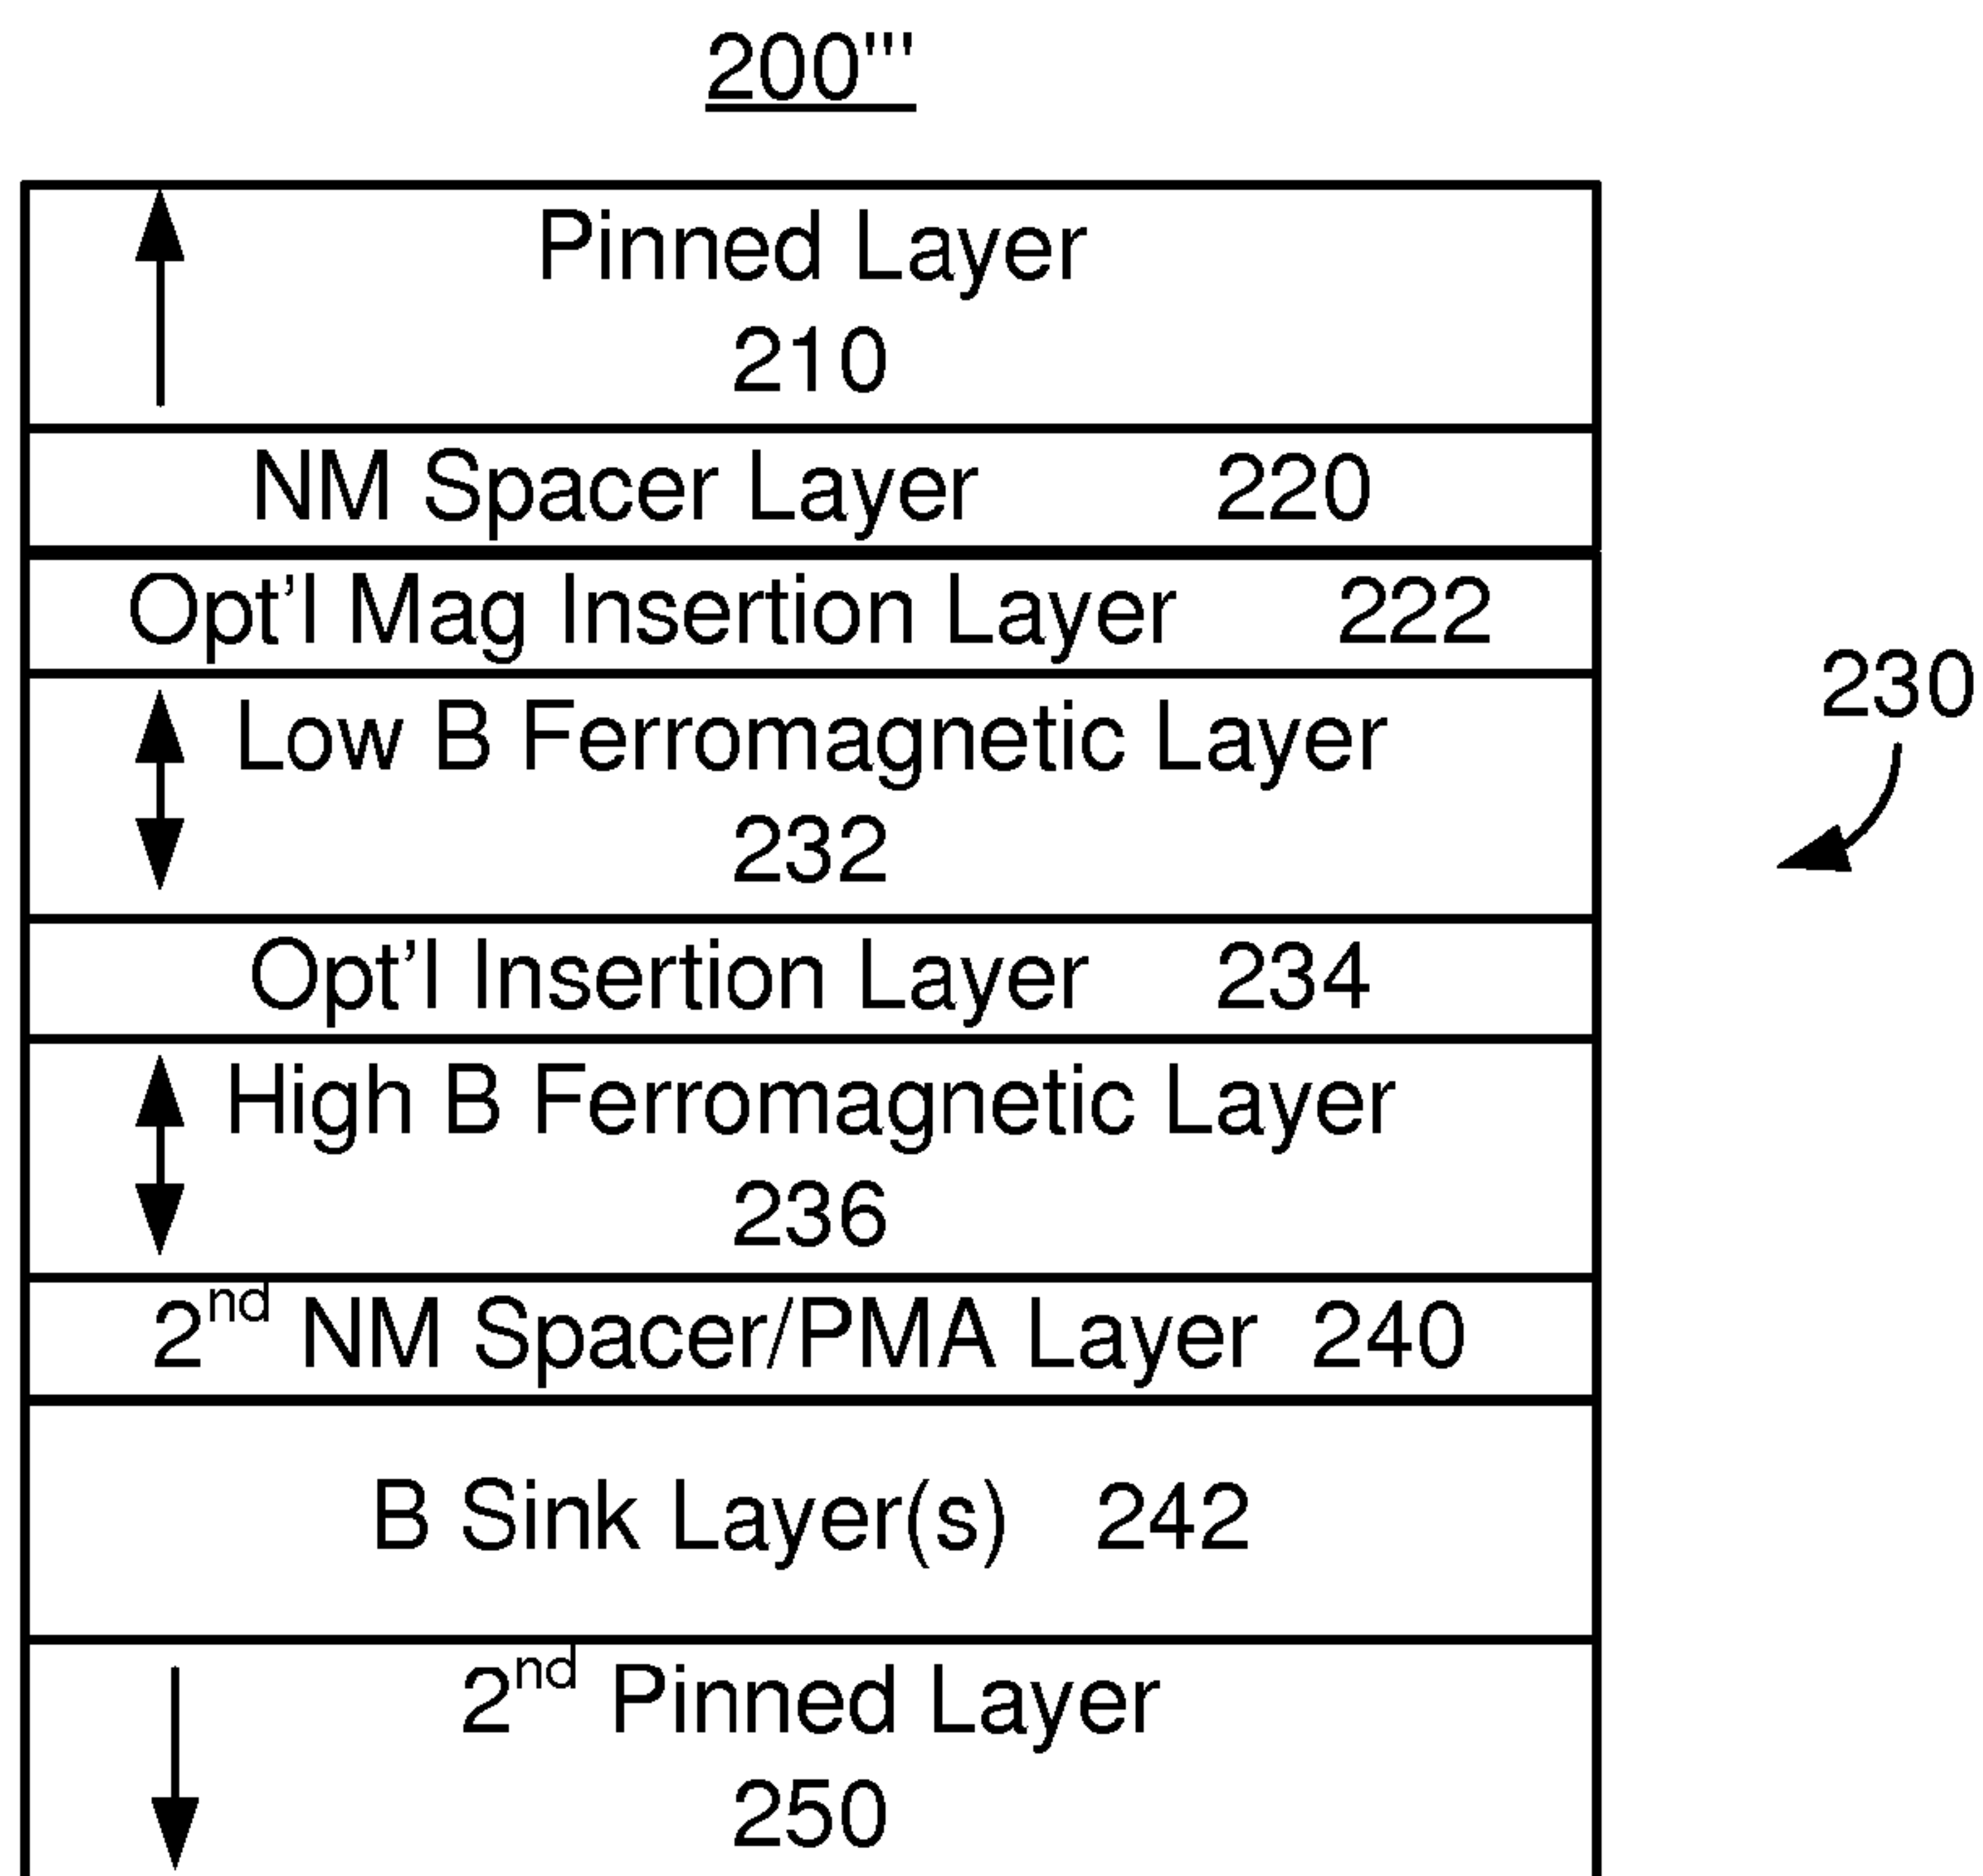 200""
Pinned Layer
210
NM Spacer Layer 220
Opt'l Mag Insertion Layer 222
230
Low B Ferromagnetic Layer
232
Opt'l Insertion Layer 234
High B Ferromagnetic Layer
236
2nd NM Spacer/PMA Layer 240
B Sink Layer(s) 242
2nd Pinned Layer
250